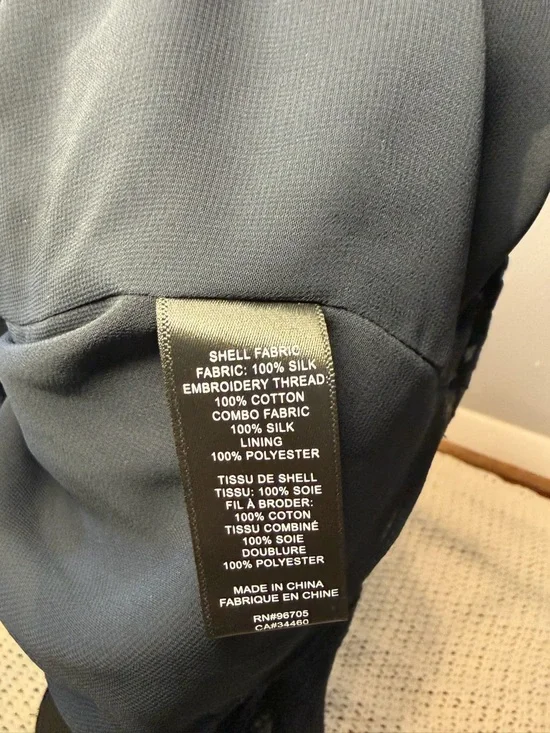 SHELL FABRIC
FABRIC: 100% SILK
EMBROIDERY THREAD:
100% COTTON
COMBO FABRIC
100% SILK
LINING
100% POLYESTER
TISSU DE SHELL
TISSU: 100% SOIE
FIL À BRODER:
100% COTON
TISSU COMBINÉ
100% SOIE
DOUBLURE
100% POLYESTER
MADE IN CHINA
FABRIQUE EN CHINE
RN#96705
CA#34460